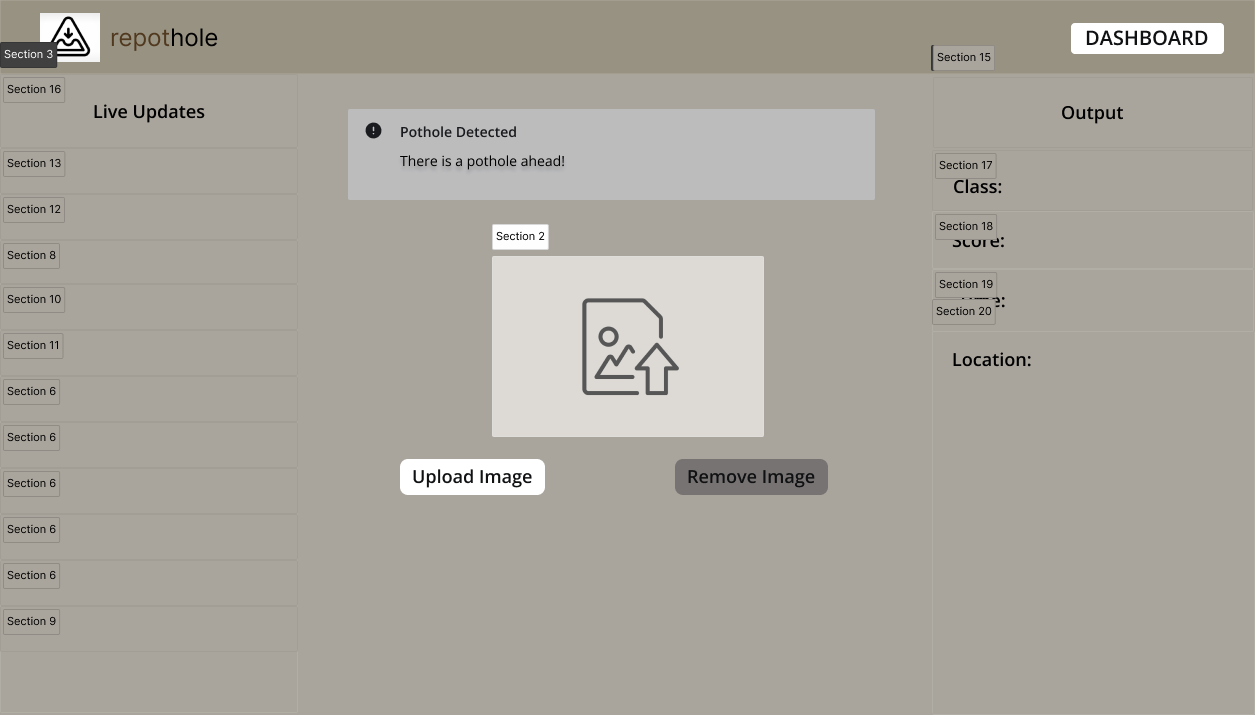 repothole
DASHBOARD
Section 3
Section 15
Section 16
Live Updates
Output
Pothole Detected
There is a pothole ahead!
Section 13
Section 17
Class:
Section 12
Section 18
Score:
Section 2
Section 8
Section 19
Section 10
Section 20
Section 11
Location:
Section 6
Section 6
Section 6
Upload Image
Remove Image
Section 6
Section 6
Section 9